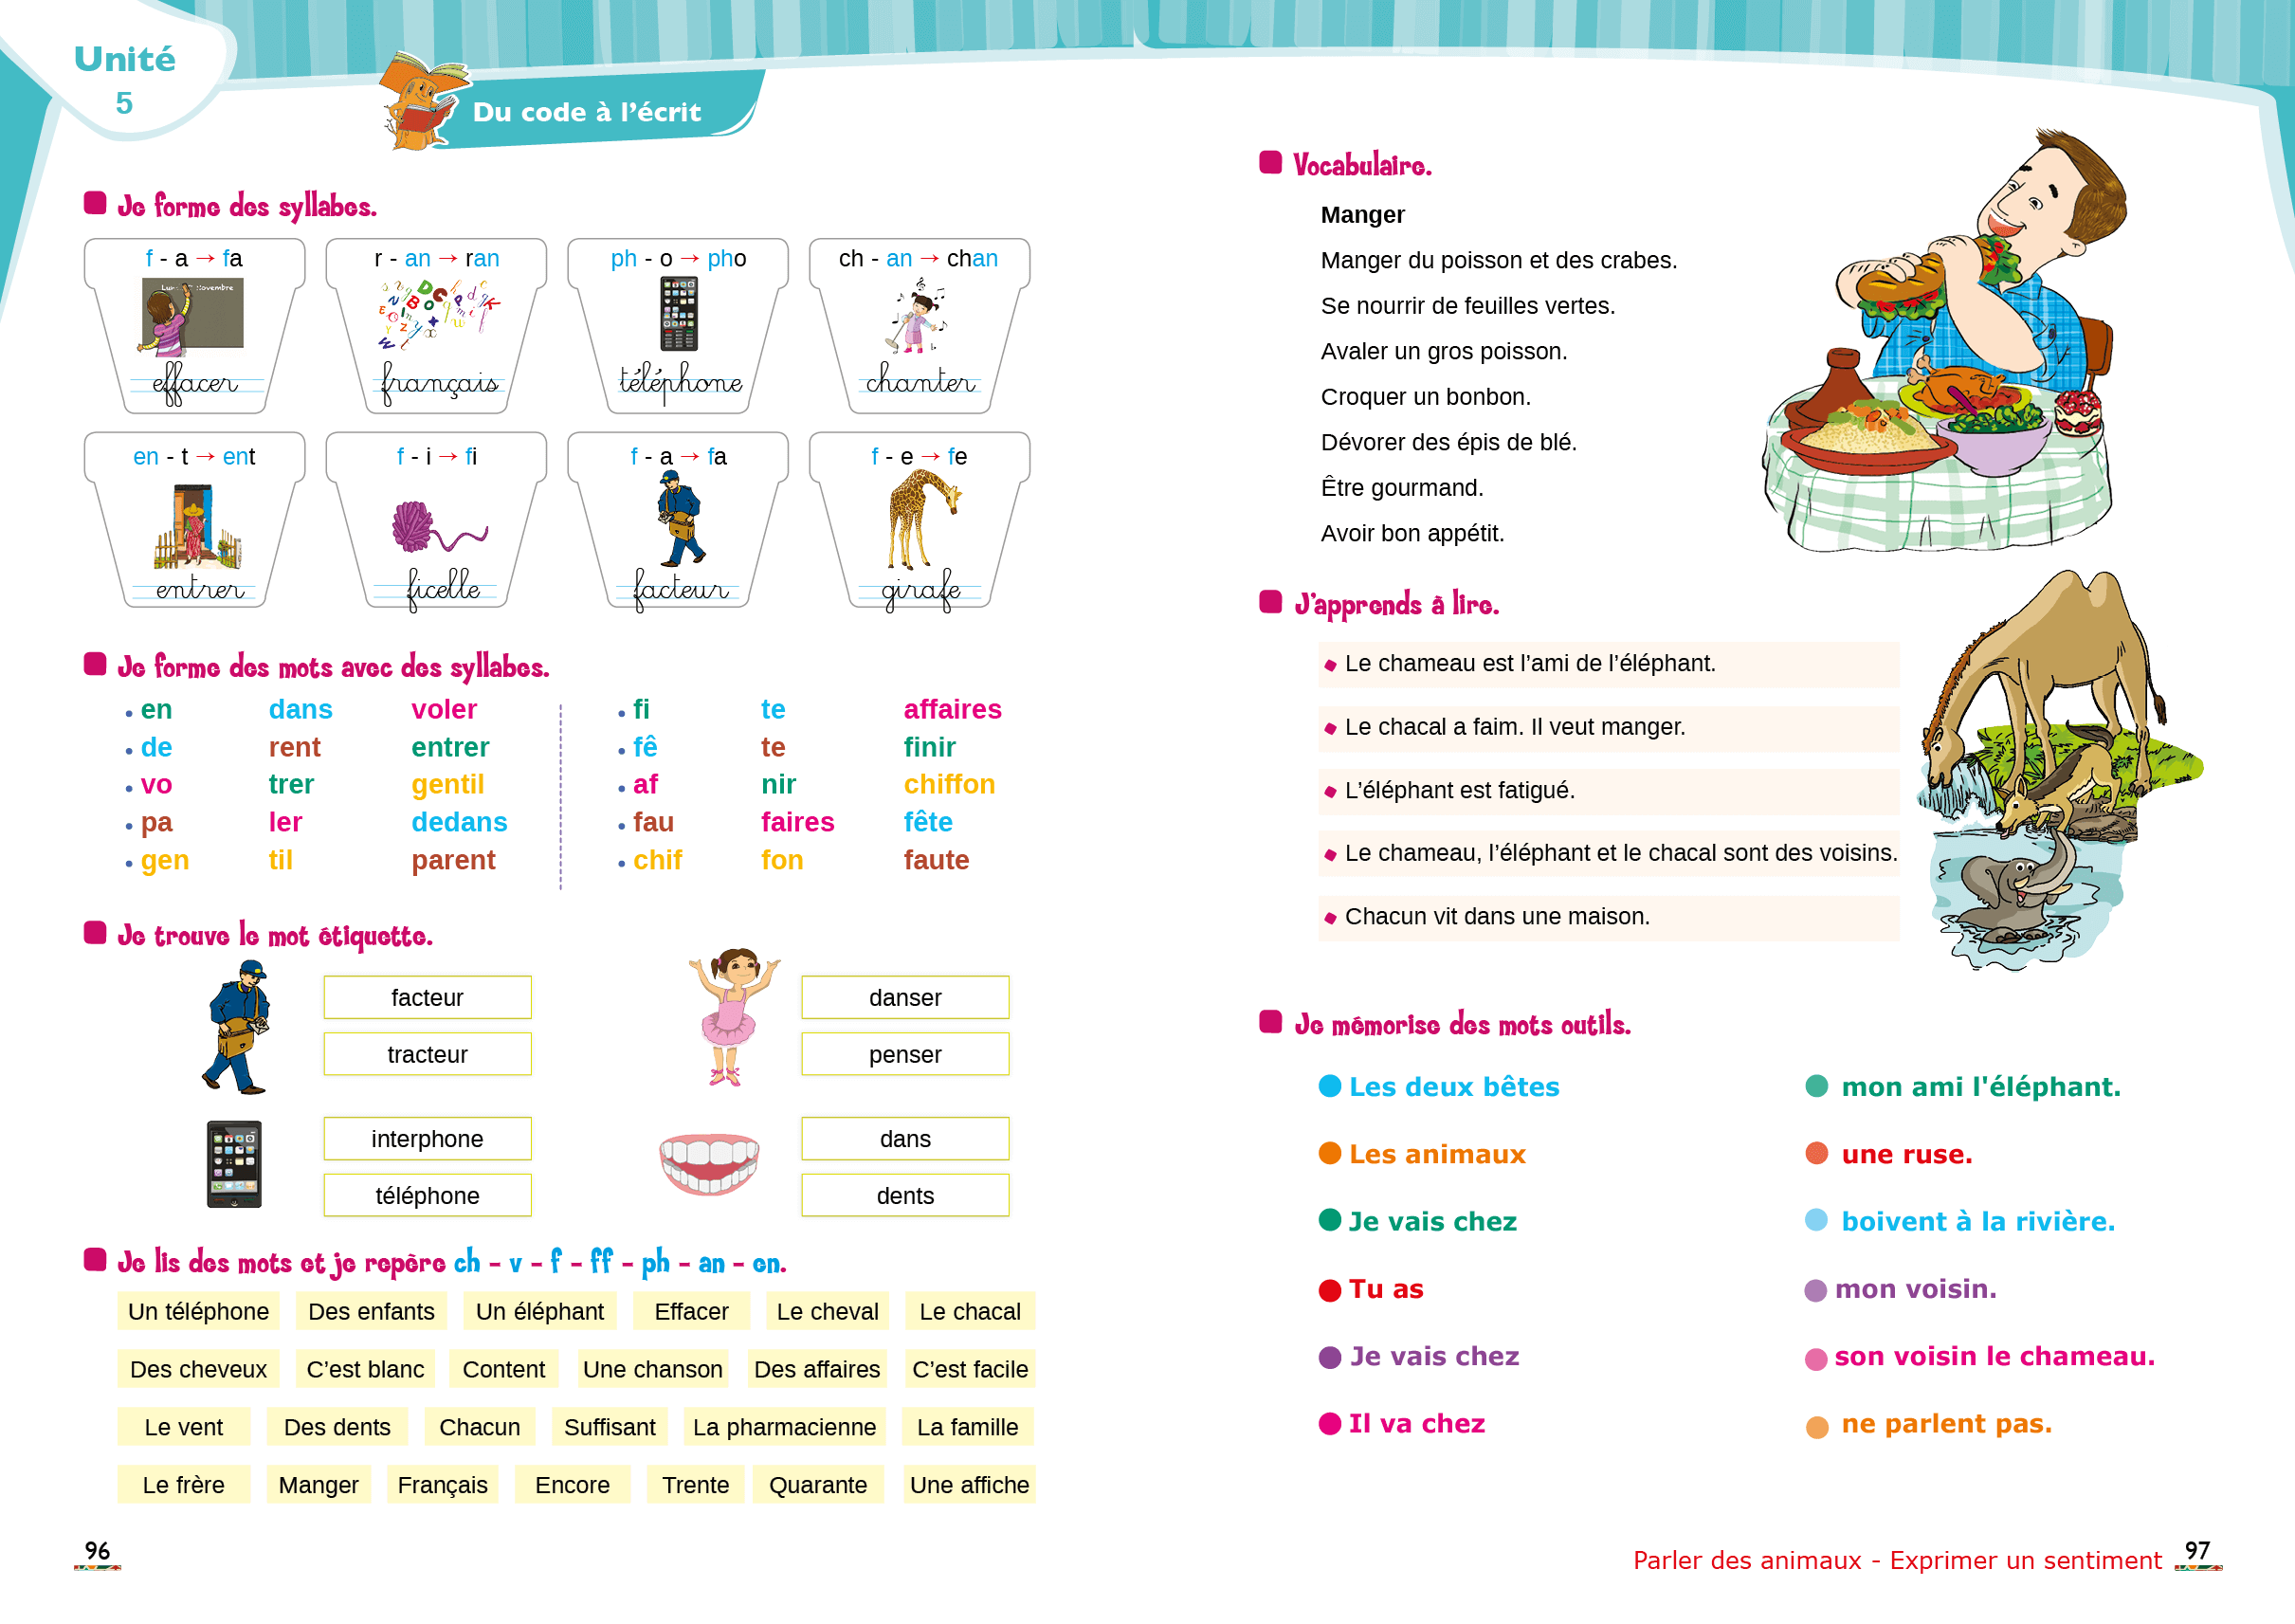 Unité
5
Du code à l'écrit
Je forme des syllabes.
f - a → fa
r - an → ran
ph - o → pho
ch - an → chan
effacer
français
téléphone
chanter
en - t → ent
f - i → fi
f - a → fa
f - e → fe
entrer
ficelle
facteur
girafe
Je forme des mots avec des syllabes.
• en dans voler
• de rent entrer
• vo trer gentil
• pa ler dedans
• gen til parent
• fi te affaires
• fê te finir
• af nir chiffon
• fau faires fête
• chif fon faute
Je trouve le mot étiquette.
facteur
tracteur
danser
penser
interphone
téléphone
dans
dents
Je lis des mots et je repère ch - v - f - ff - ph - an - en.
Un téléphone Des enfants Un éléphant Effacer Le cheval Le chacal
Des cheveux C'est blanc Content Une chanson Des affaires C'est facile
Le vent Des dents Chacun Suffisant La pharmacienne La famille
Le frère Manger Français Encore Trente Quarante Une affiche
96
Vocabulaire.
Manger
Manger du poisson et des crabes.
Se nourrir de feuilles vertes.
Avaler un gros poisson.
Croquer un bonbon.
Dévorer des épis de blé.
Être gourmand.
Avoir bon appétit.
J'apprends à lire.
Le chameau est l'ami de l'éléphant.
Le chacal a faim. Il veut manger.
L'éléphant est fatigué.
Le chameau, l'éléphant et le chacal sont des voisins.
Chacun vit dans une maison.
Je mémorise des mots outils.
Les deux bêtes mon ami l'éléphant.
Les animaux une ruse.
Je vais chez boivent à la rivière.
Tu as mon voisin.
Je vais chez son voisin le chameau.
Il va chez ne parlent pas.
Parler des animaux - Exprimer un sentiment 97